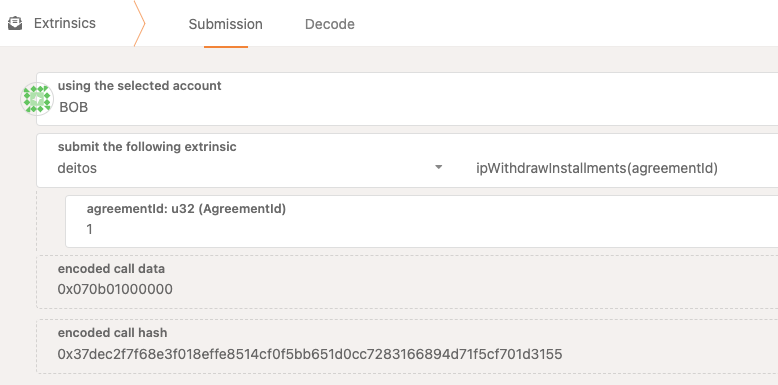 Extrinsics
Submission
Decode
using the selected account
BOB
submit the following extrinsic
deitos
ipWithdrawInstallments(agreementId)
agreementId: u32 (AgreementId)
1
encoded call data
0x070b01000000
encoded call hash
0x37dec2f7f68e3f018effe8514cf0f5bb651d0cc7283166894d71f5cf701d3155